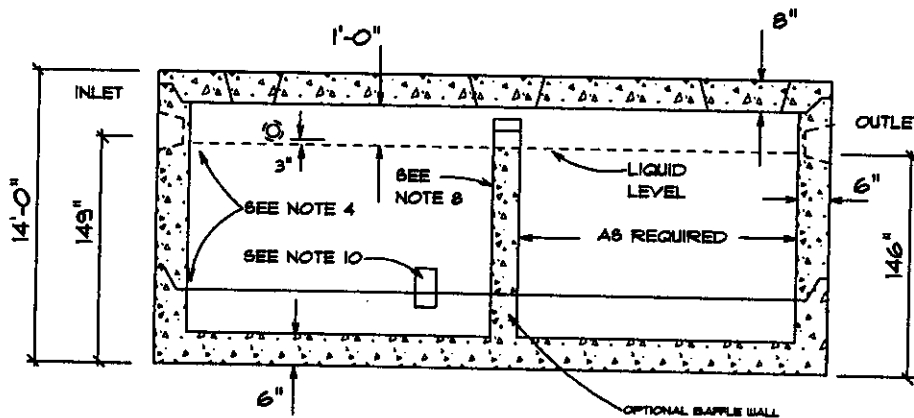 1'-0"
8"
INLET
OUTLET
3"
SEE
NOTE 8
LIQUID
LEVEL
14'-0"
149"
SEE NOTE 4
6"
AS REQUIRED
146"
SEE NOTE 10
6"
OPTIONAL BAFFLE WALL